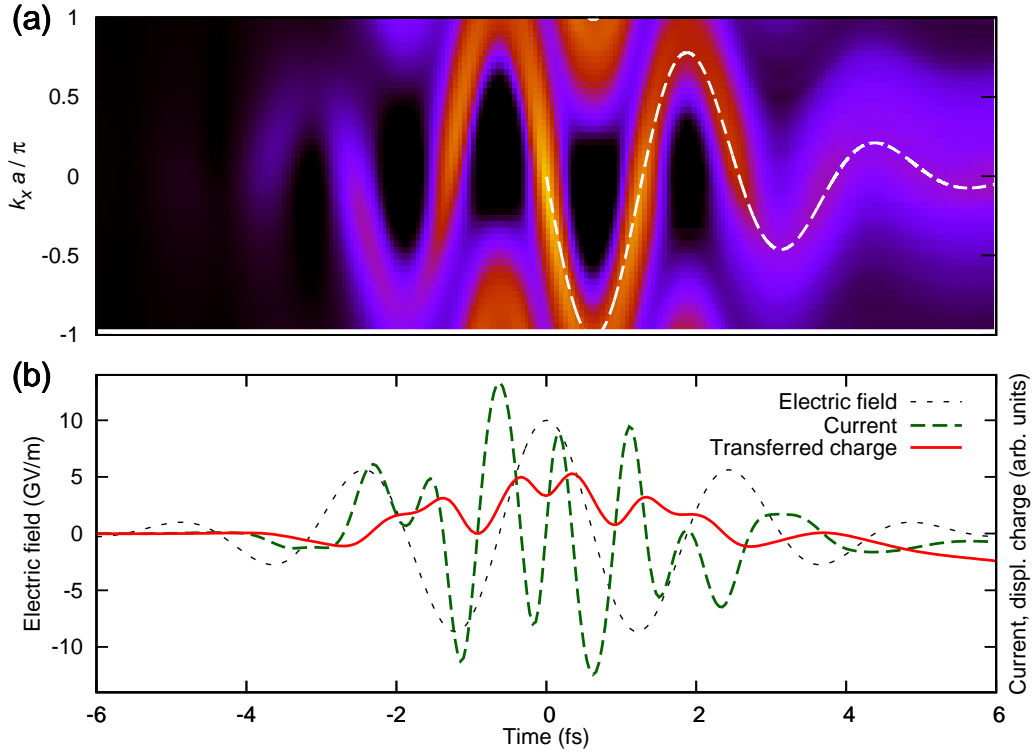 (a)
1
0.5
0
-0.5
-1
k_x a / π
(b)
10
5
0
-5
-10
Electric field (GV/m)
Electric field
Current
Transferred charge
Current, displ. charge (arb. units)
-6 -4 -2 0 2 4 6
Time (fs)